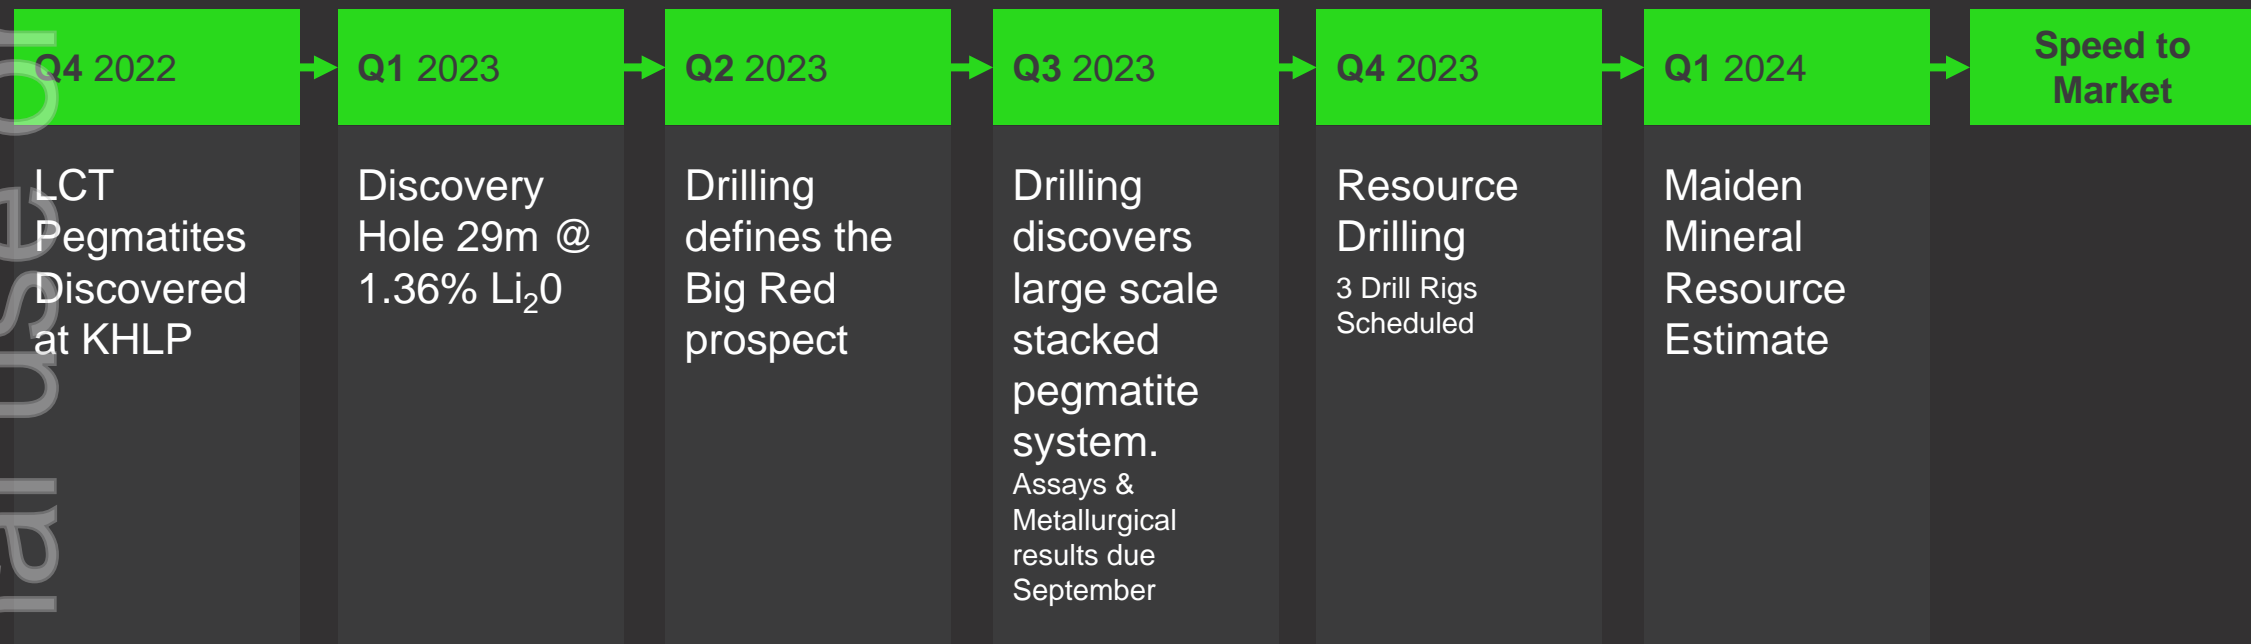 Q4 2022
LCT
Pegmatites
Discovered
at KHLP
Q1 2023
Discovery
Hole 29m @
1.36% Li₂0
Q2 2023
Drilling
defines the
Big Red
prospect
Q3 2023
Drilling
discovers
large scale
stacked
pegmatite
system.
Assays &
Metallurgical
results due
September
Q4 2023
Resource
Drilling
3 Drill Rigs
Scheduled
Q1 2024
Maiden
Mineral
Resource
Estimate
Speed to
Market
use